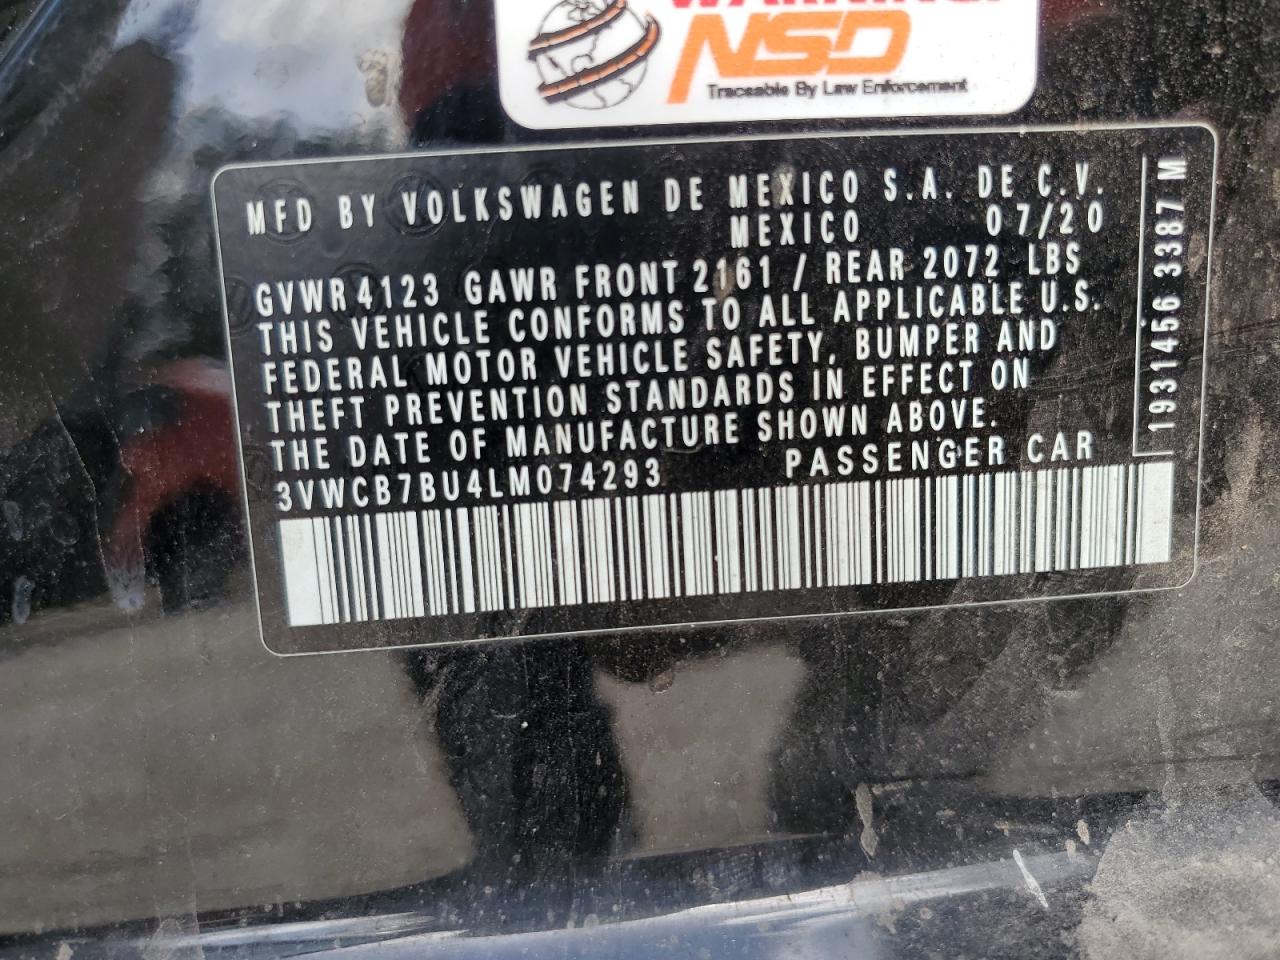 WARNING!
NSD
Traceable By Law Enforcement
MFD BY VOLKSWAGEN DE MEXICO S.A. DE C.V.
MEXICO 07/20
GVWR 4123 GAWR FRONT 2161 / REAR 2072 LBS
THIS VEHICLE CONFORMS TO ALL APPLICABLE U.S.
FEDERAL MOTOR VEHICLE SAFETY, BUMPER AND
THEFT PREVENTION STANDARDS IN EFFECT ON
THE DATE OF MANUFACTURE SHOWN ABOVE.
3VWCB7BU4LM074293 PASSENGER CAR
1931456 3387 M